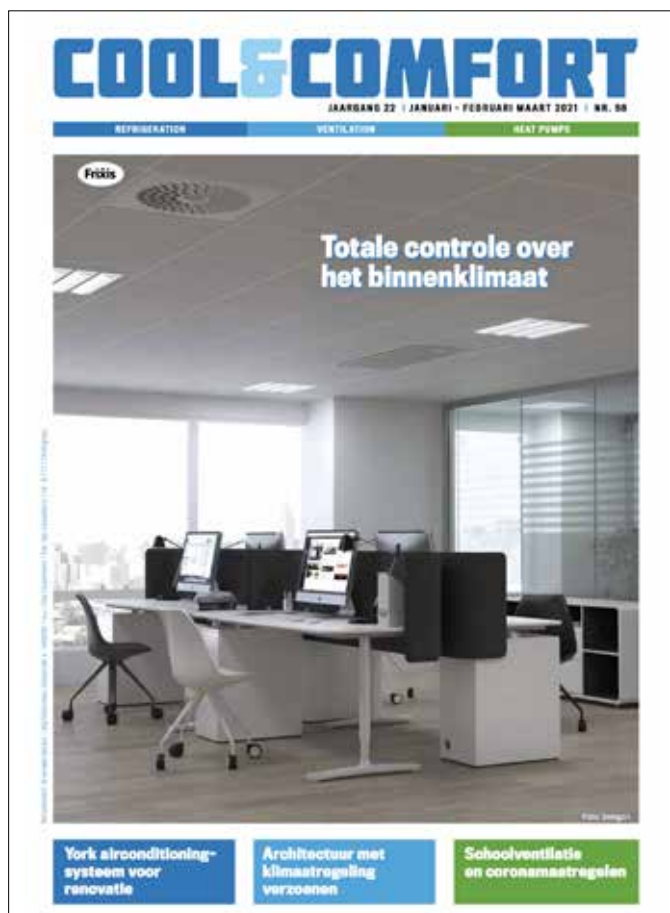 COOL&COMFORT
JAARGANG 22 | JANUARI - FEBRUARI MAART 2021 | NR. 98
REFRIGERATION
VENTILATION
HEAT PUMPS
Frixis
Totale controle over
het binnenklimaat
York airconditioning-
systeem voor
renovatie
Architectuur met
klimaatregeling
verzoenen
Schoolventilatie
en coronamaatregelen